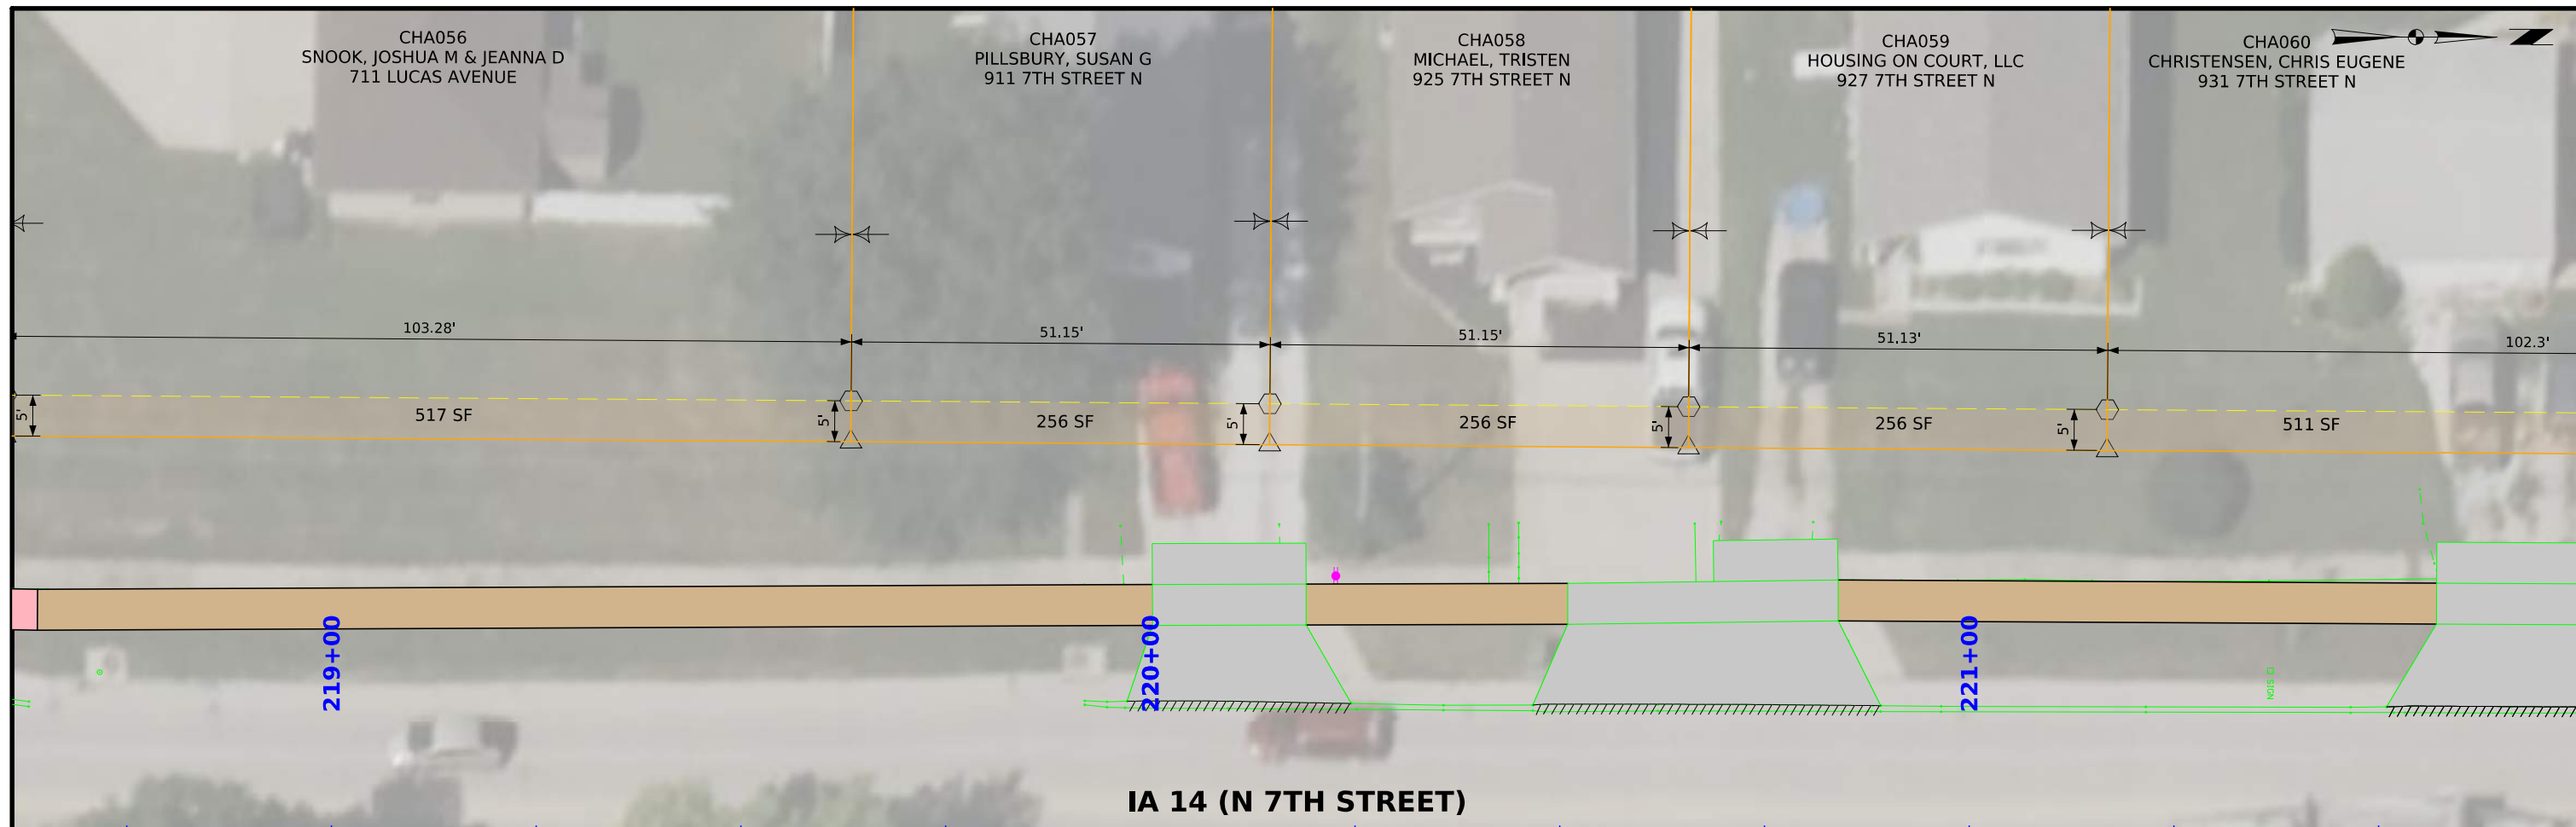 CHA056
SNOOK, JOSHUA M & JEANNA D
711 LUCAS AVENUE
CHA057
PILLSBURY, SUSAN G
911 7TH STREET N
CHA058
MICHAEL, TRISTEN
925 7TH STREET N
CHA059
HOUSING ON COURT, LLC
927 7TH STREET N
CHA060
CHRISTENSEN, CHRIS EUGENE
931 7TH STREET N
103.28'
51.15'
51.15'
51.13'
102.3'
5'
517 SF
5'
256 SF
5'
256 SF
5'
256 SF
5'
511 SF
219+00
220+00
221+00
IA 14 (N 7TH STREET)